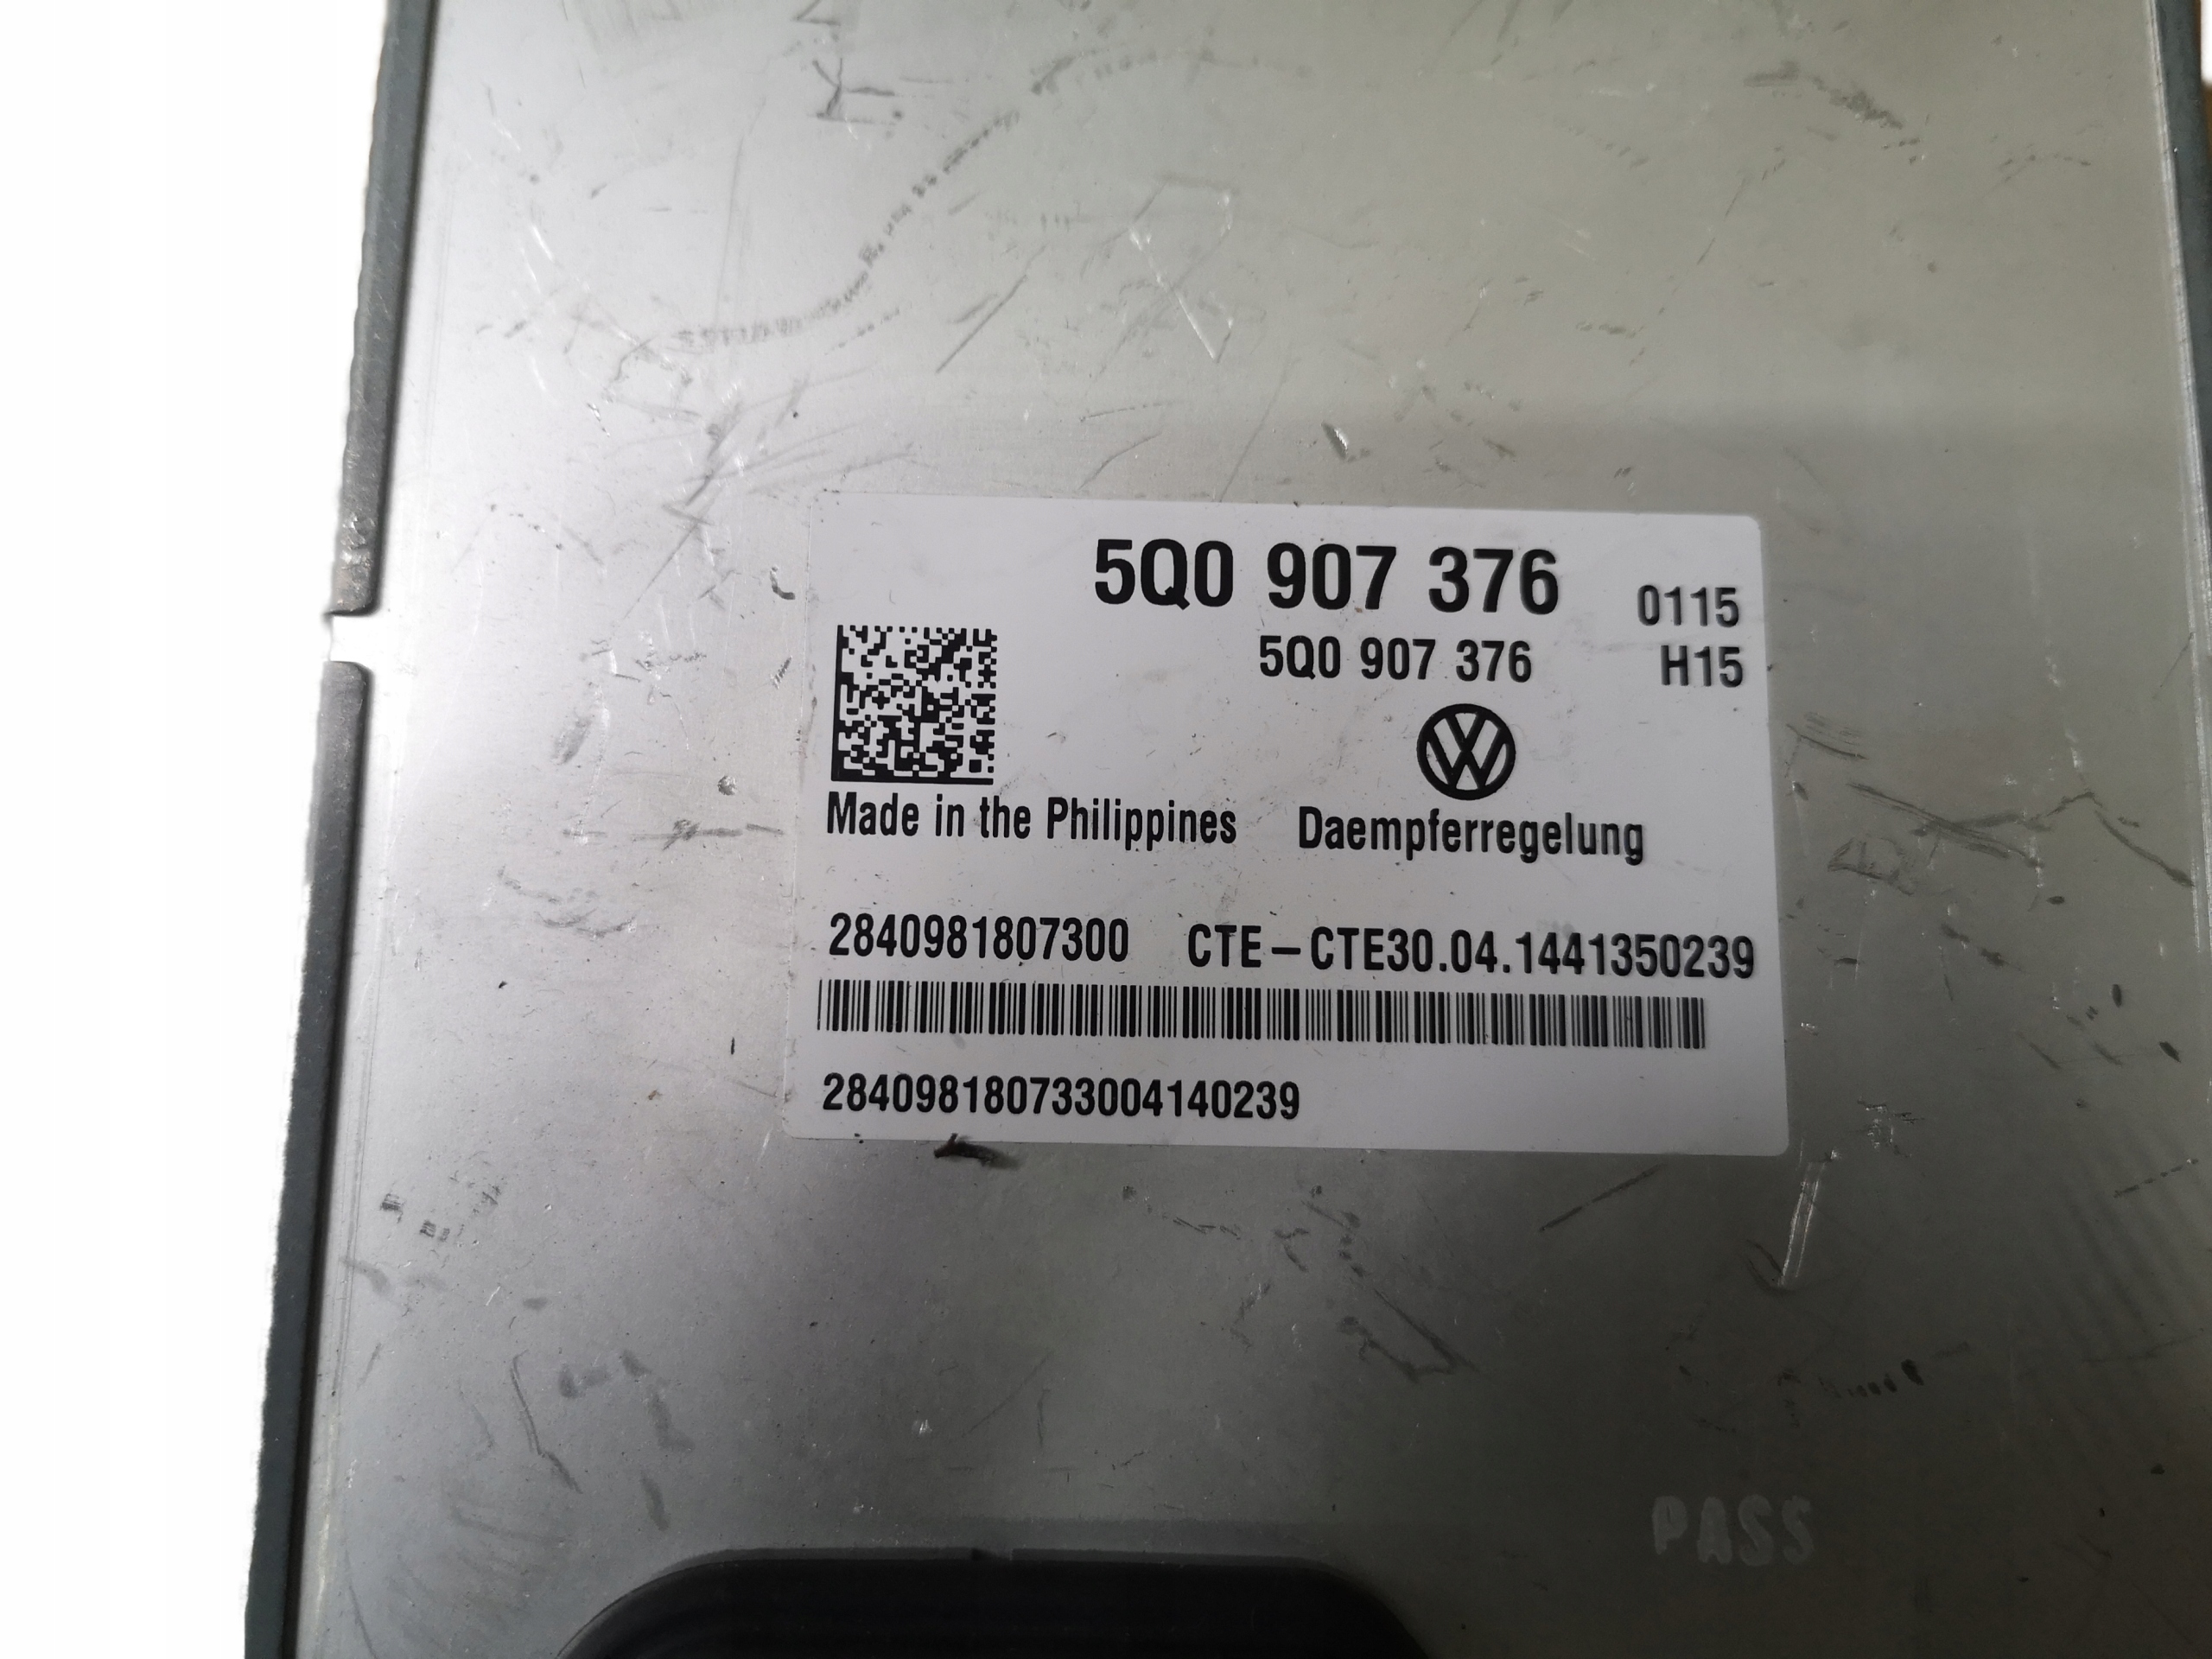 5Q0 907 376 0115
5Q0 907 376 H15
Made in the Philippines Daempferregelung
2840981807300 CTE-CTE30.04.1441350239
284098180733004140239
PASS